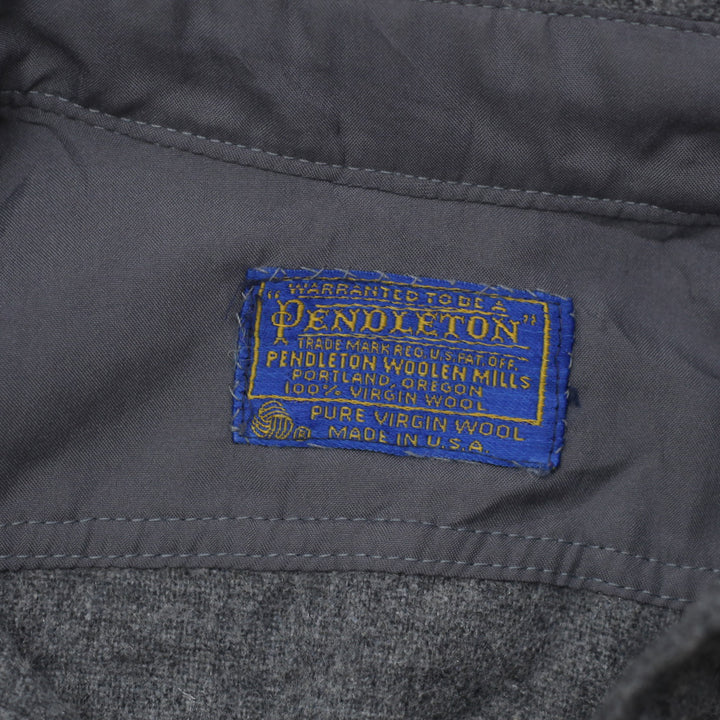 WARRANTED TO BE A
"PENDLETON"
TRADE MARK REG. U.S. PAT. OFF.
PENDLETON WOOLEN MILLS
PORTLAND, OREGON
100% VIRGIN WOOL
PURE VIRGIN WOOL
® MADE IN U.S.A.